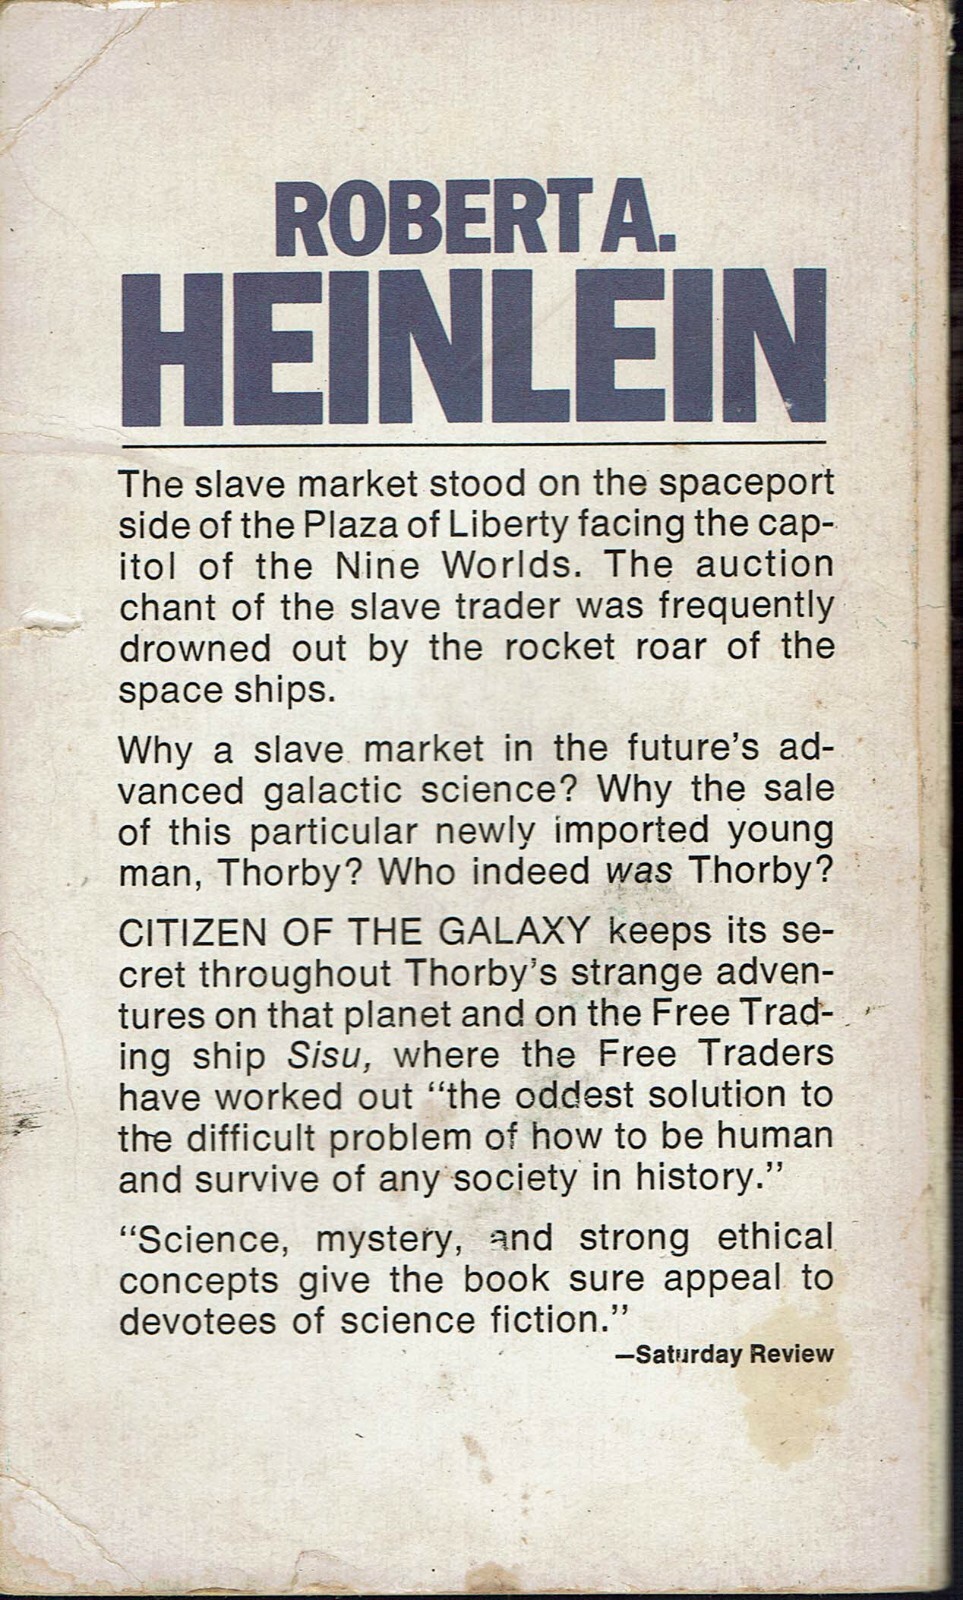 ROBERT A.
HEINLEIN
The slave market stood on the spaceport
side of the Plaza of Liberty facing the cap-
itol of the Nine Worlds. The auction
chant of the slave trader was frequently
drowned out by the rocket roar of the
space ships.
Why a slave market in the future's ad-
vanced galactic science? Why the sale
of this particular newly imported young
man, Thorby? Who indeed was Thorby?
CITIZEN OF THE GALAXY keeps its se-
cret throughout Thorby's strange adven-
tures on that planet and on the Free Trad-
ing ship Sisu, where the Free Traders
have worked out “the oddest solution to
the difficult problem of how to be human
and survive of any society in history.”
“Science, mystery, and strong ethical
concepts give the book sure appeal to
devotees of science fiction.”
—Saturday Review